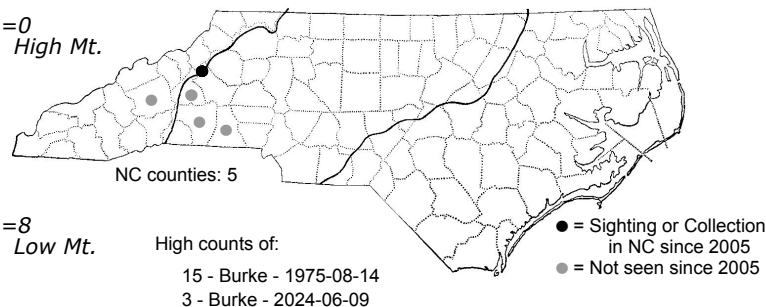 =0
High Mt.
NC counties: 5
=8
Low Mt.
High counts of:
15 - Burke - 1975-08-14
3 - Burke - 2024-06-09
= Sighting or Collection
in NC since 2005
= Not seen since 2005